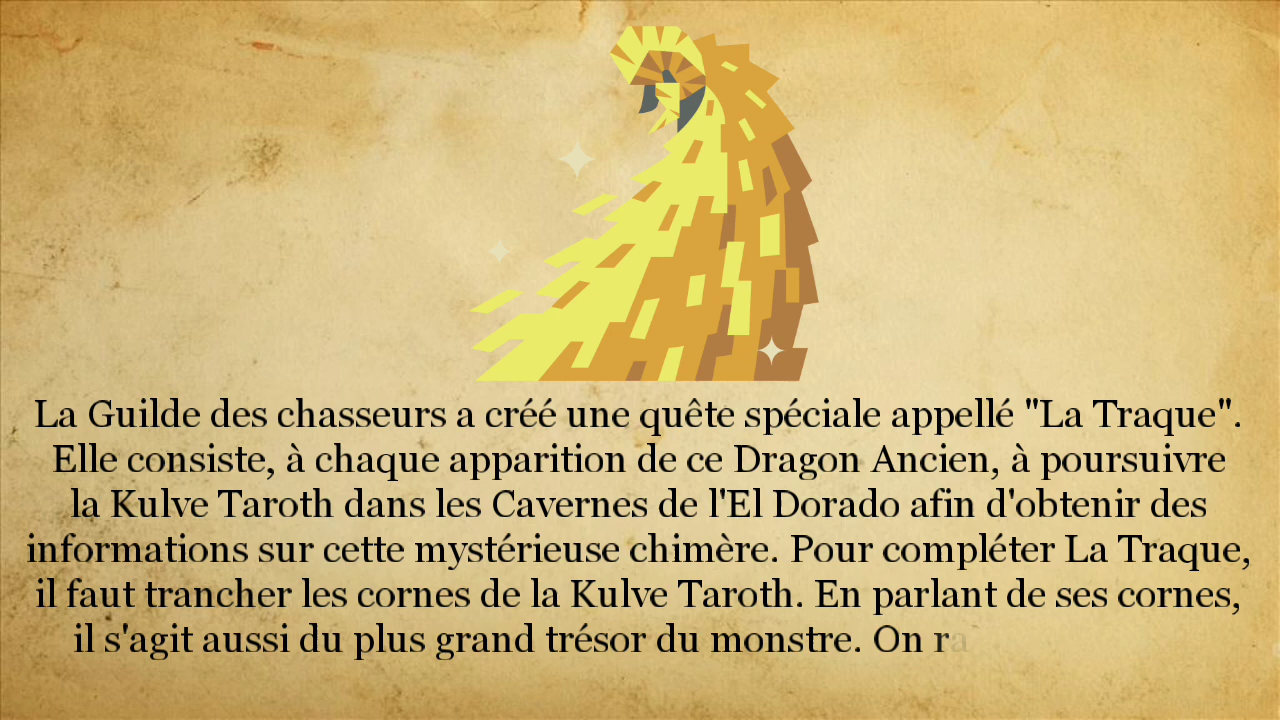 La Guilde des chasseurs a créé une quête spéciale appellé "La Traque".
Elle consiste, à chaque apparition de ce Dragon Ancien, à poursuivre
la Kulve Taroth dans les Cavernes de l'El Dorado afin d'obtenir des
informations sur cette mystérieuse chimère. Pour compléter La Traque,
il faut trancher les cornes de la Kulve Taroth. En parlant de ses cornes,
il s'agit aussi du plus grand trésor du monstre. On ra